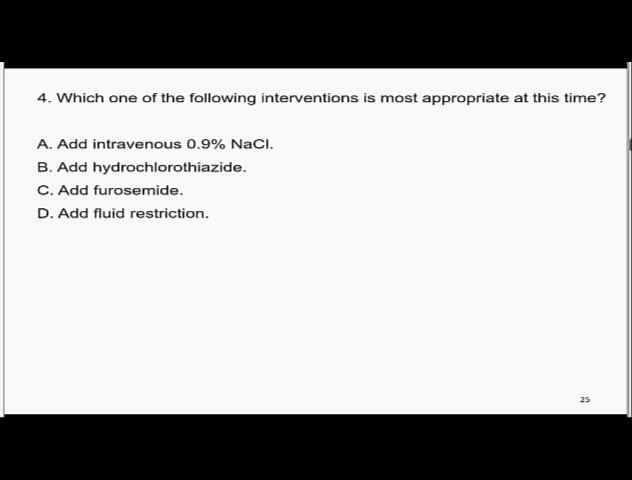 4. Which one of the following interventions is most appropriate at this time?
A. Add intravenous 0.9% NaCl.
B. Add hydrochlorothiazide.
C. Add furosemide.
D. Add fluid restriction.
25